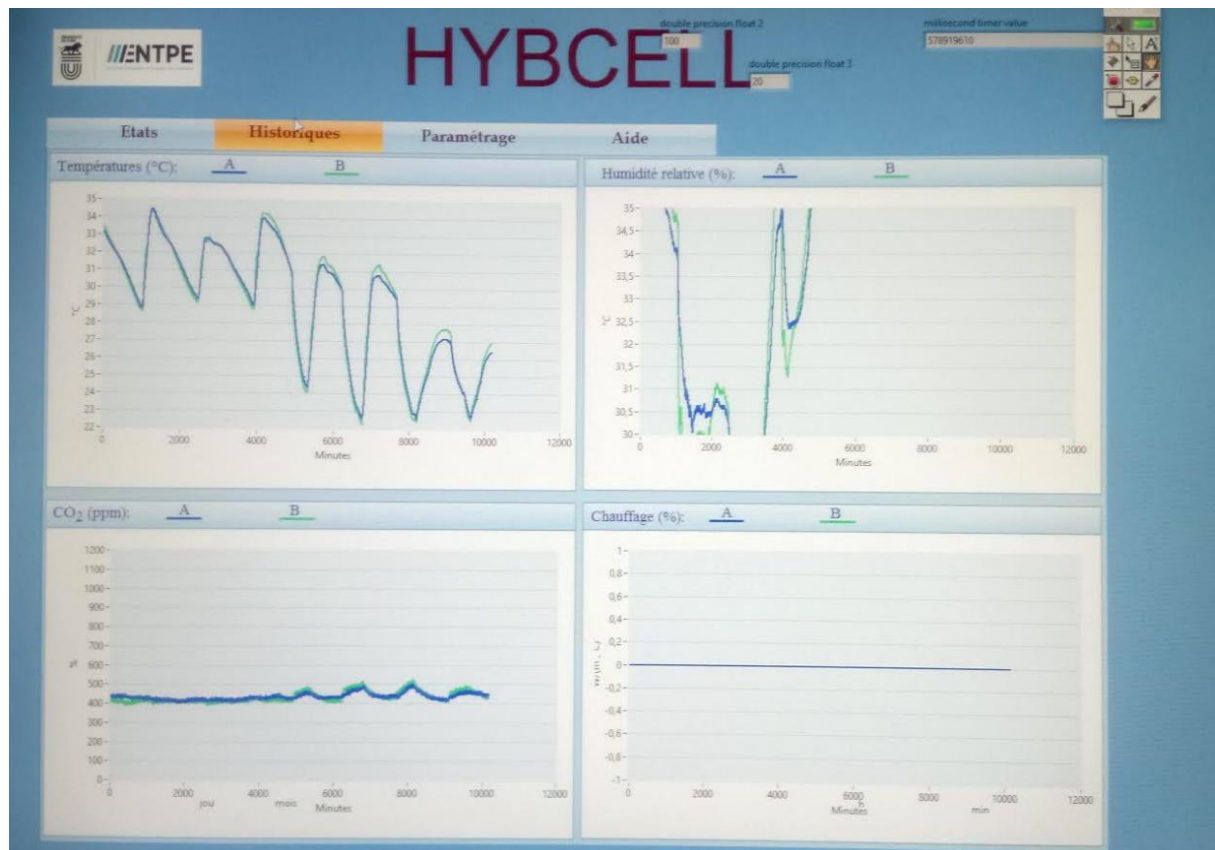 double precision float 2
100
millisecond timer value
578919610
///ENTPE
HYBCELL
double precision float 3
20
Etats
Historiques
Paramétrage
Aide
Températures (°C):
A
B
Humidité relative (%):
A
B
35
34
33
32
31
30
29
28
27
26
25
24
23
22
°C
0
2000
4000
6000
8000
10000
12000
Minutes
35
34,5
34
33,5
33
32,5
32
31,5
31
30,5
30
°C
0
2000
4000
6000
8000
10000
12000
Minutes
CO2 (ppm):
A
B
Chauffage (%):
A
B
1200
1100
1000
900
800
700
600
500
400
300
200
100
0
%
0
2000
4000
6000
8000
10000
12000
jou
mois
Minutes
1
0,8
0,6
0,4
0,2
0
-0,2
-0,4
-0,6
-0,8
-1
0
2000
4000
6000
8000
10000
12000
Minutes
h
min